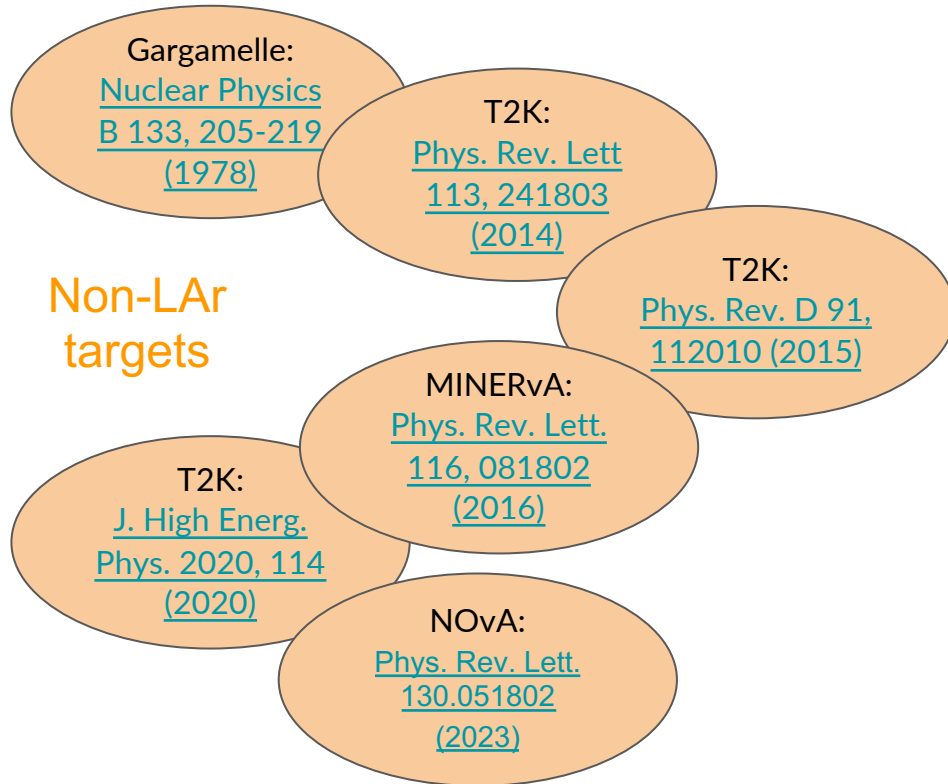 Gargamelle:
Nuclear Physics
B 133, 205-219
(1978)
T2K:
Phys. Rev. Lett
113, 241803
(2014)
T2K:
Phys. Rev. D 91,
112010 (2015)
Non-LAr
targets
MINERvA:
Phys. Rev. Lett.
116, 081802
(2016)
T2K:
J. High Energ.
Phys. 2020, 114
(2020)
NOvA:
Phys. Rev. Lett.
130.051802
(2023)